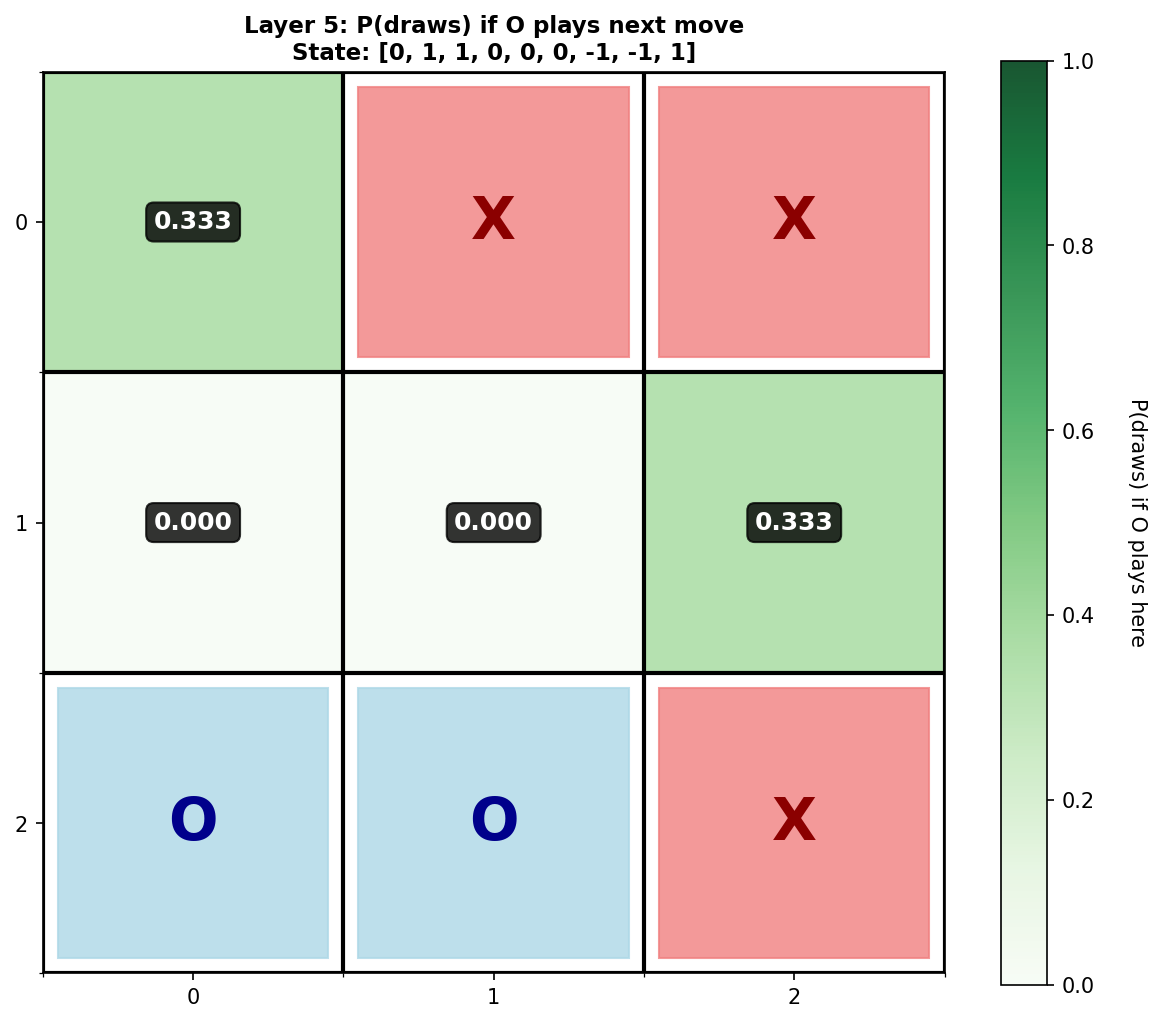 Layer 5: P(draws) if O plays next move
State: [0, 1, 1, 0, 0, 0, -1, -1, 1]
0
0.333
X
X
1
0.000
0.000
0.333
2
O
O
X
0
1
2
1.0
0.8
0.6
0.4
0.2
0.0
P(draws) if O plays here